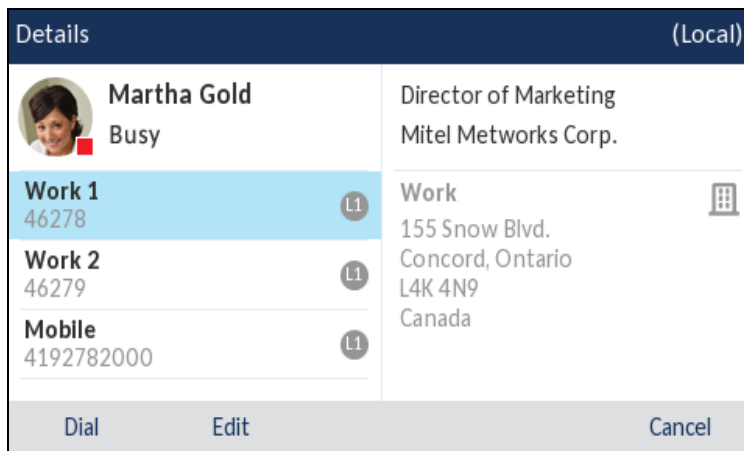 Details
(Local)
Martha Gold
Busy
Director of Marketing
Mitel Metworks Corp.
Work 1
46278
L1
Work 2
46279
L1
Mobile
4192782000
L1
Work
155 Snow Blvd.
Concord, Ontario
L4K 4N9
Canada
Dial
Edit
Cancel